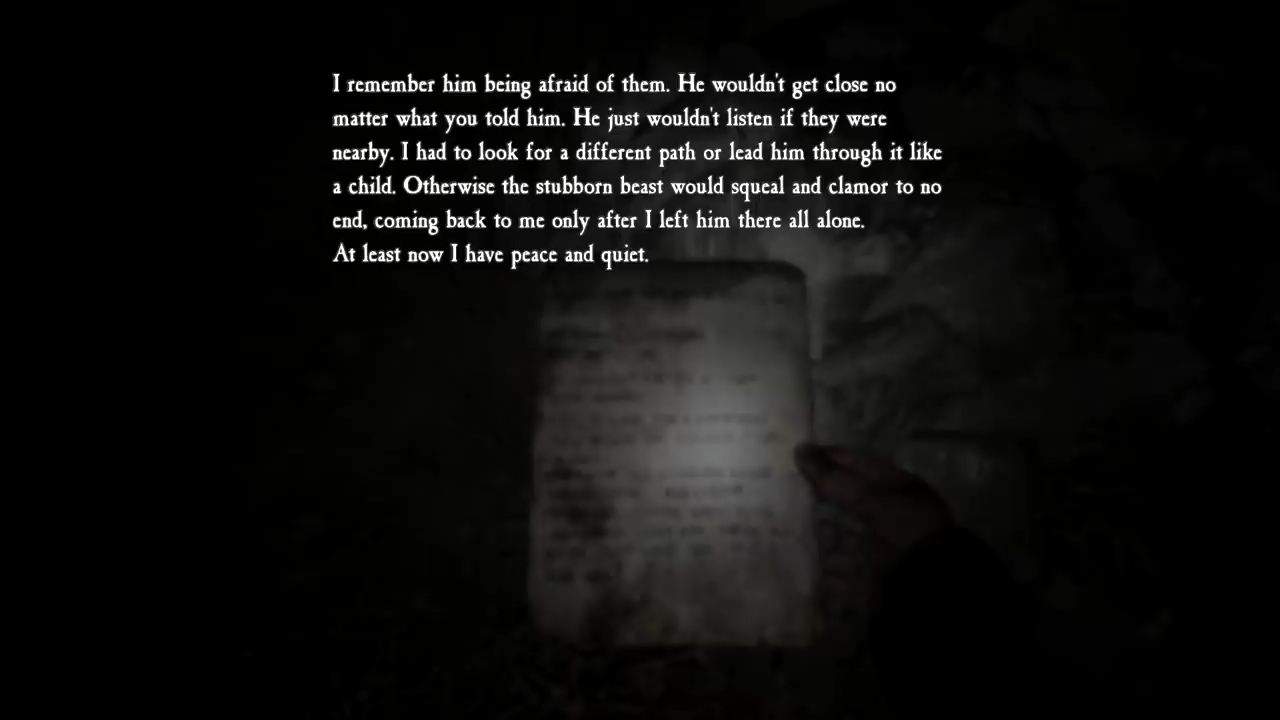 I remember him being afraid of them. He wouldn't get close no
matter what you told him. He just wouldn't listen if they were
nearby. I had to look for a different path or lead him through it like
a child. Otherwise the stubborn beast would squeal and clamor to no
end, coming back to me only after I left him there all alone.
At least now I have peace and quiet.